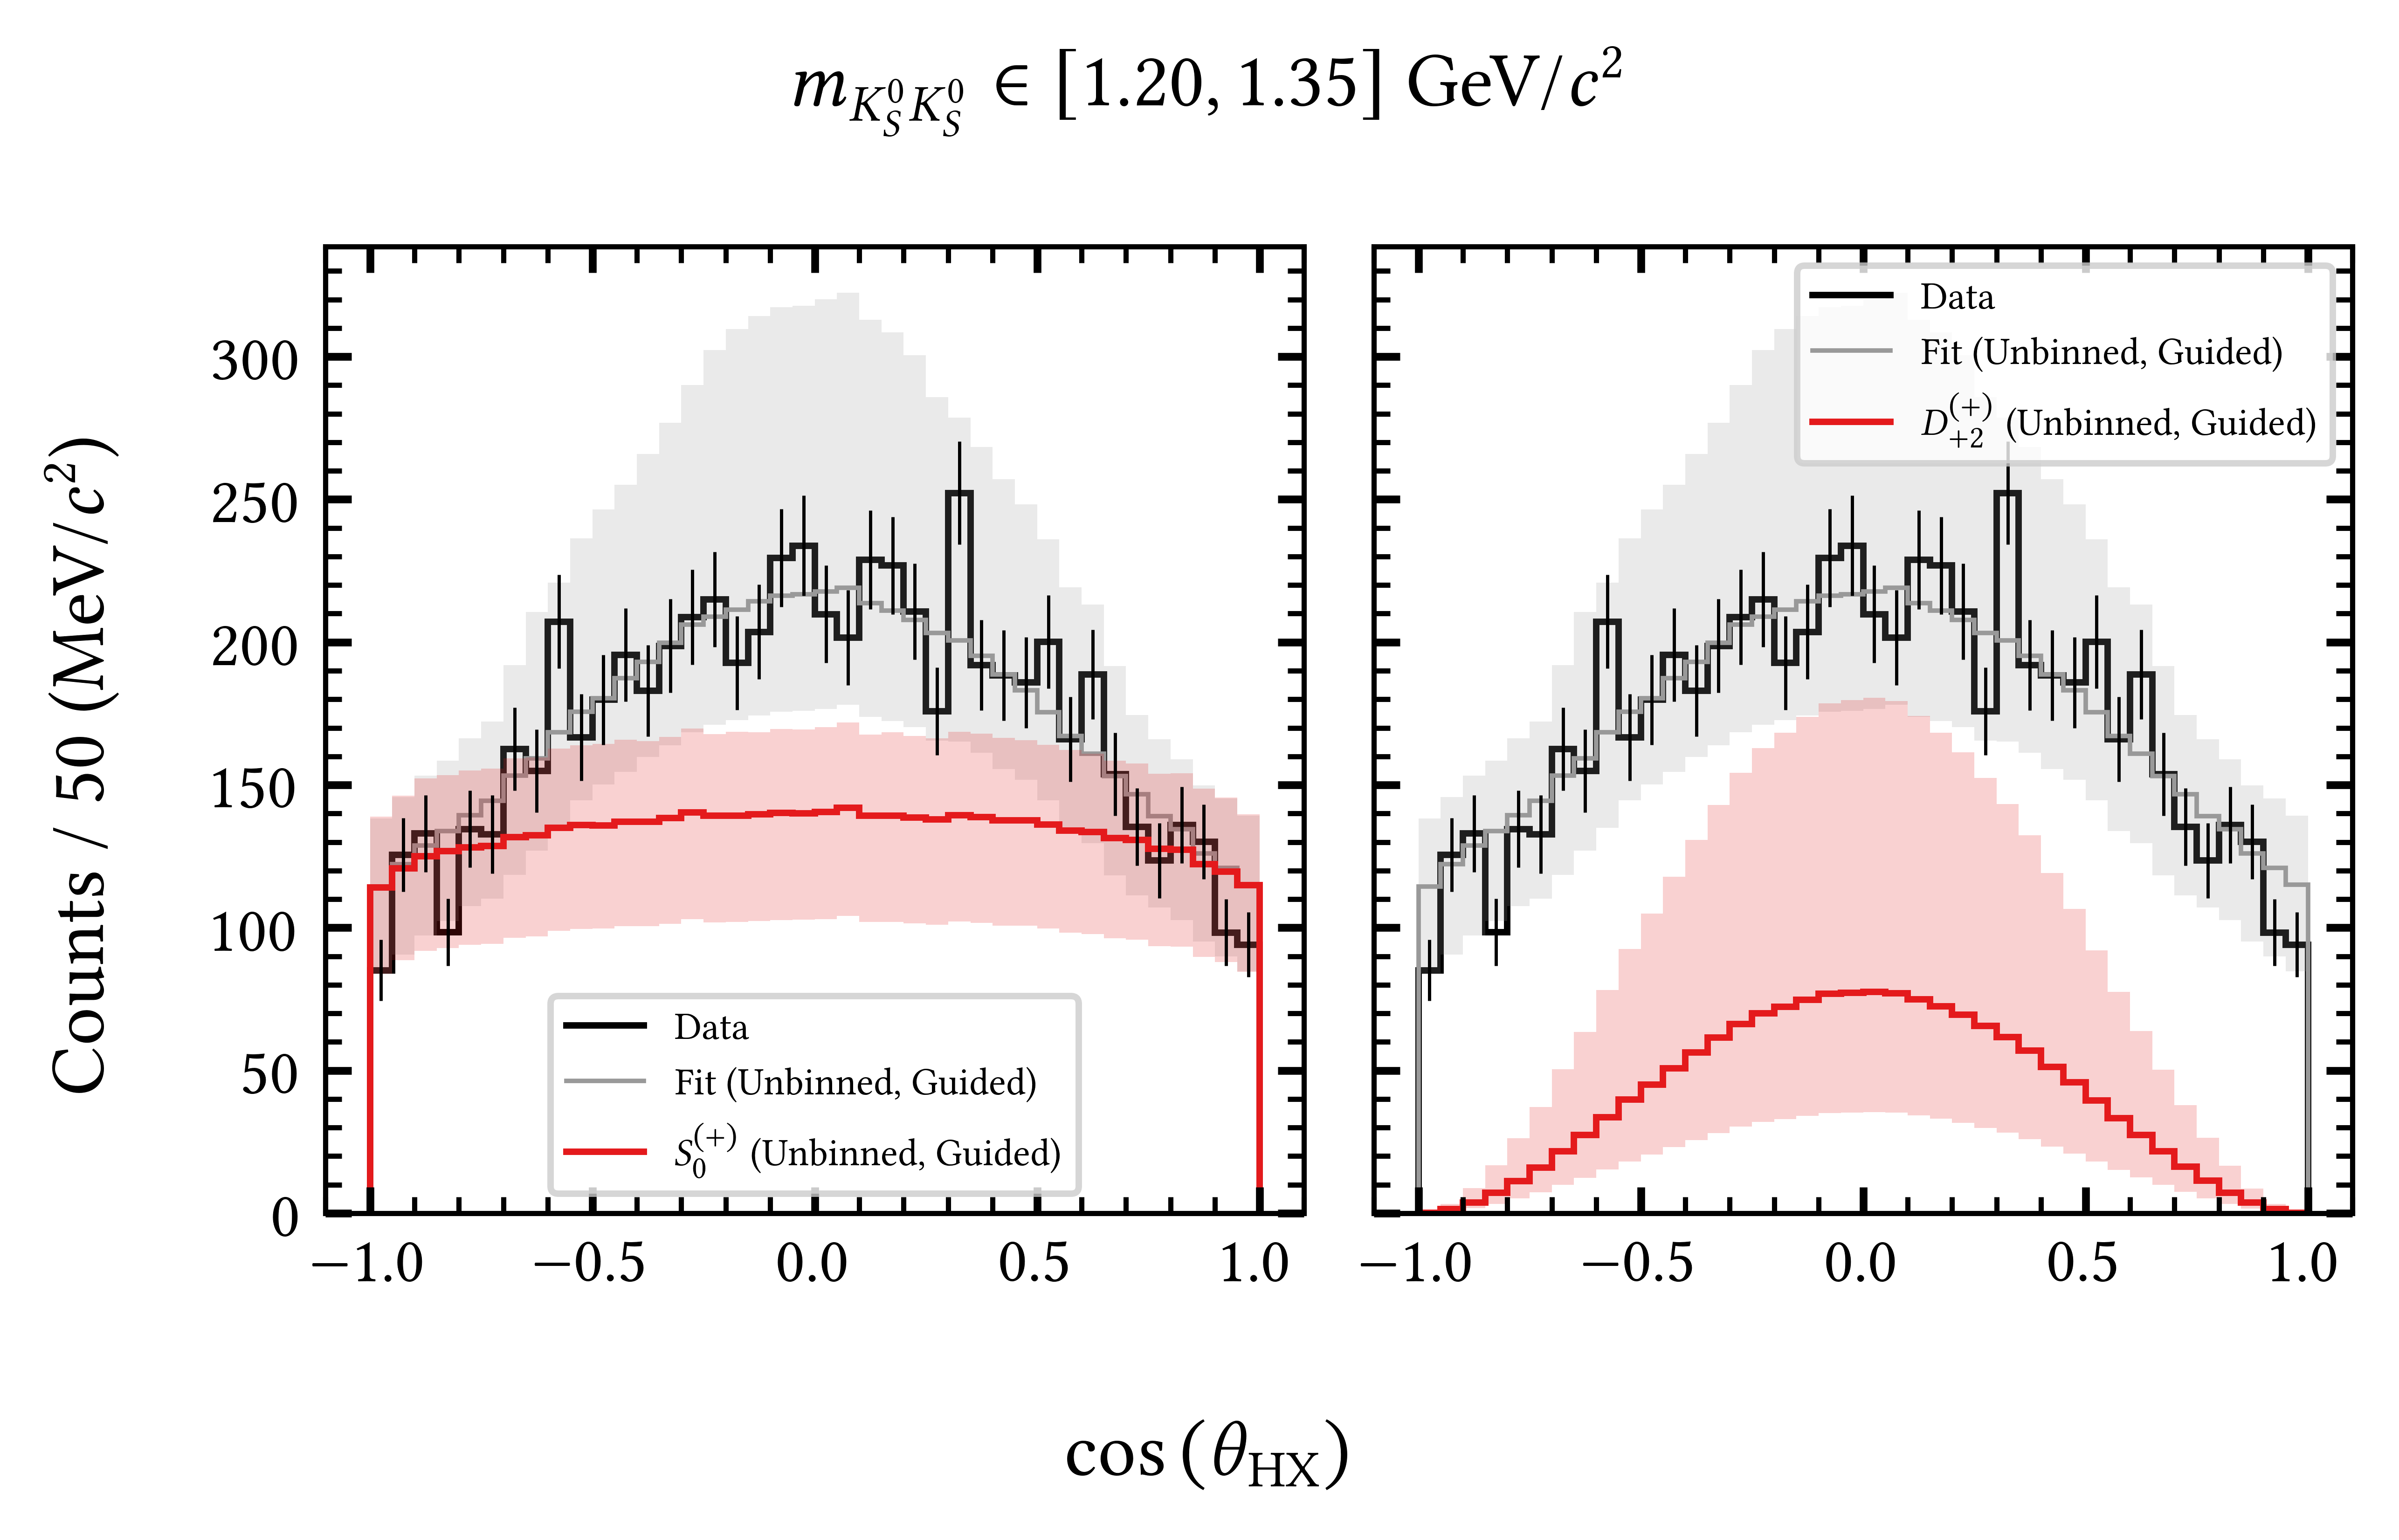 m_{K_S^0 K_S^0} ∈ [1.20, 1.35] GeV/c²
Counts / 50 (MeV/c²)
300
250
200
150
100
50
0
Data
Fit (Unbinned, Guided)
S_0^{(+)} (Unbinned, Guided)
−1.0 −0.5 0.0 0.5 1.0
Data
Fit (Unbinned, Guided)
D_{+2}^{(+)} (Unbinned, Guided)
−1.0 −0.5 0.0 0.5 1.0
cos (θ_{HX})